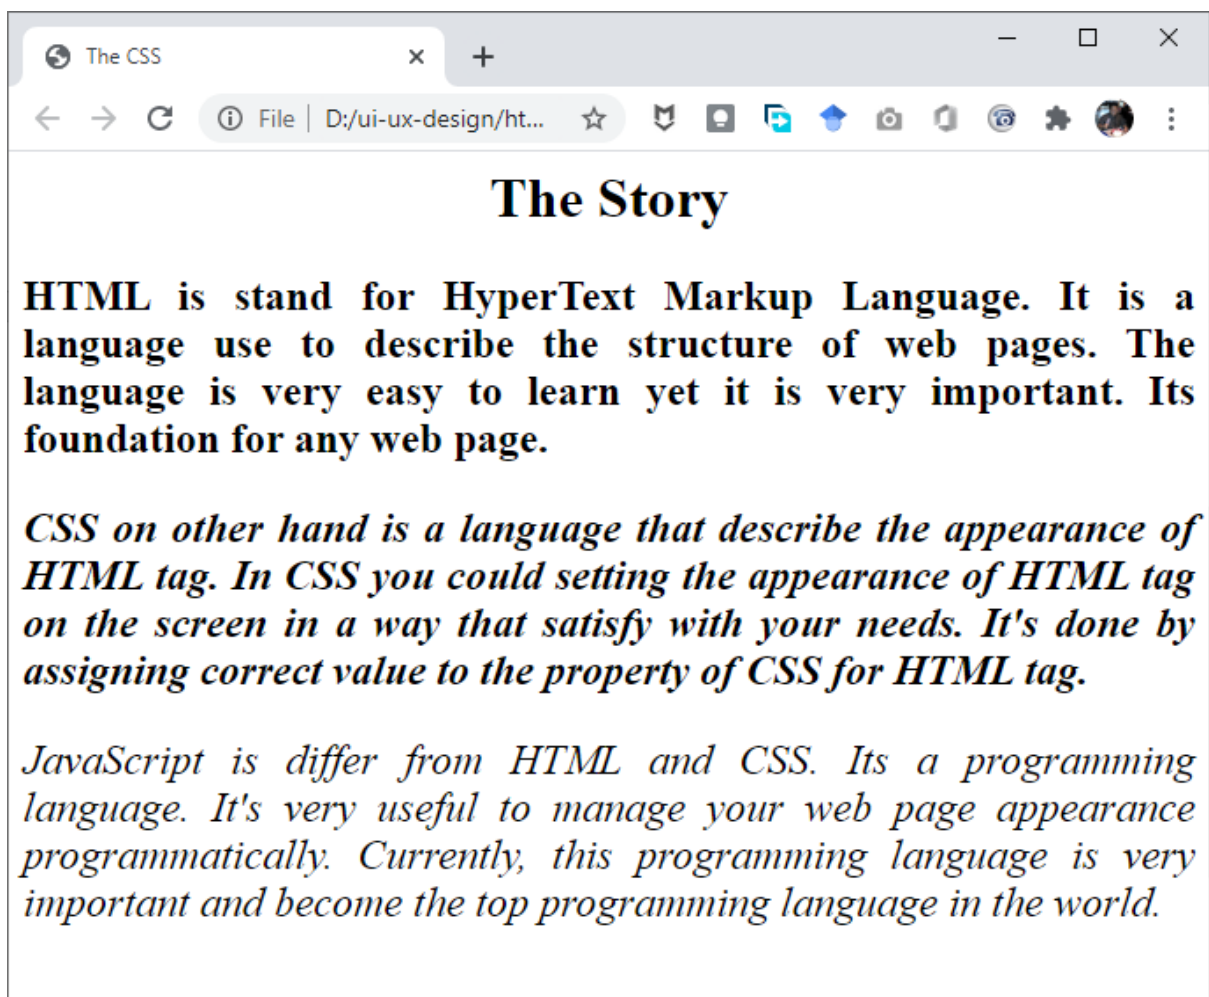 The CSS
File D:/ui-ux-design/ht...
The Story
HTML is stand for HyperText Markup Language. It is a
language use to describe the structure of web pages. The
language is very easy to learn yet it is very important. Its
foundation for any web page.
CSS on other hand is a language that describe the appearance of
HTML tag. In CSS you could setting the appearance of HTML tag
on the screen in a way that satisfy with your needs. It's done by
assigning correct value to the property of CSS for HTML tag.
JavaScript is differ from HTML and CSS. Its a programming
language. It's very useful to manage your web page appearance
programmatically. Currently, this programming language is very
important and become the top programming language in the world.